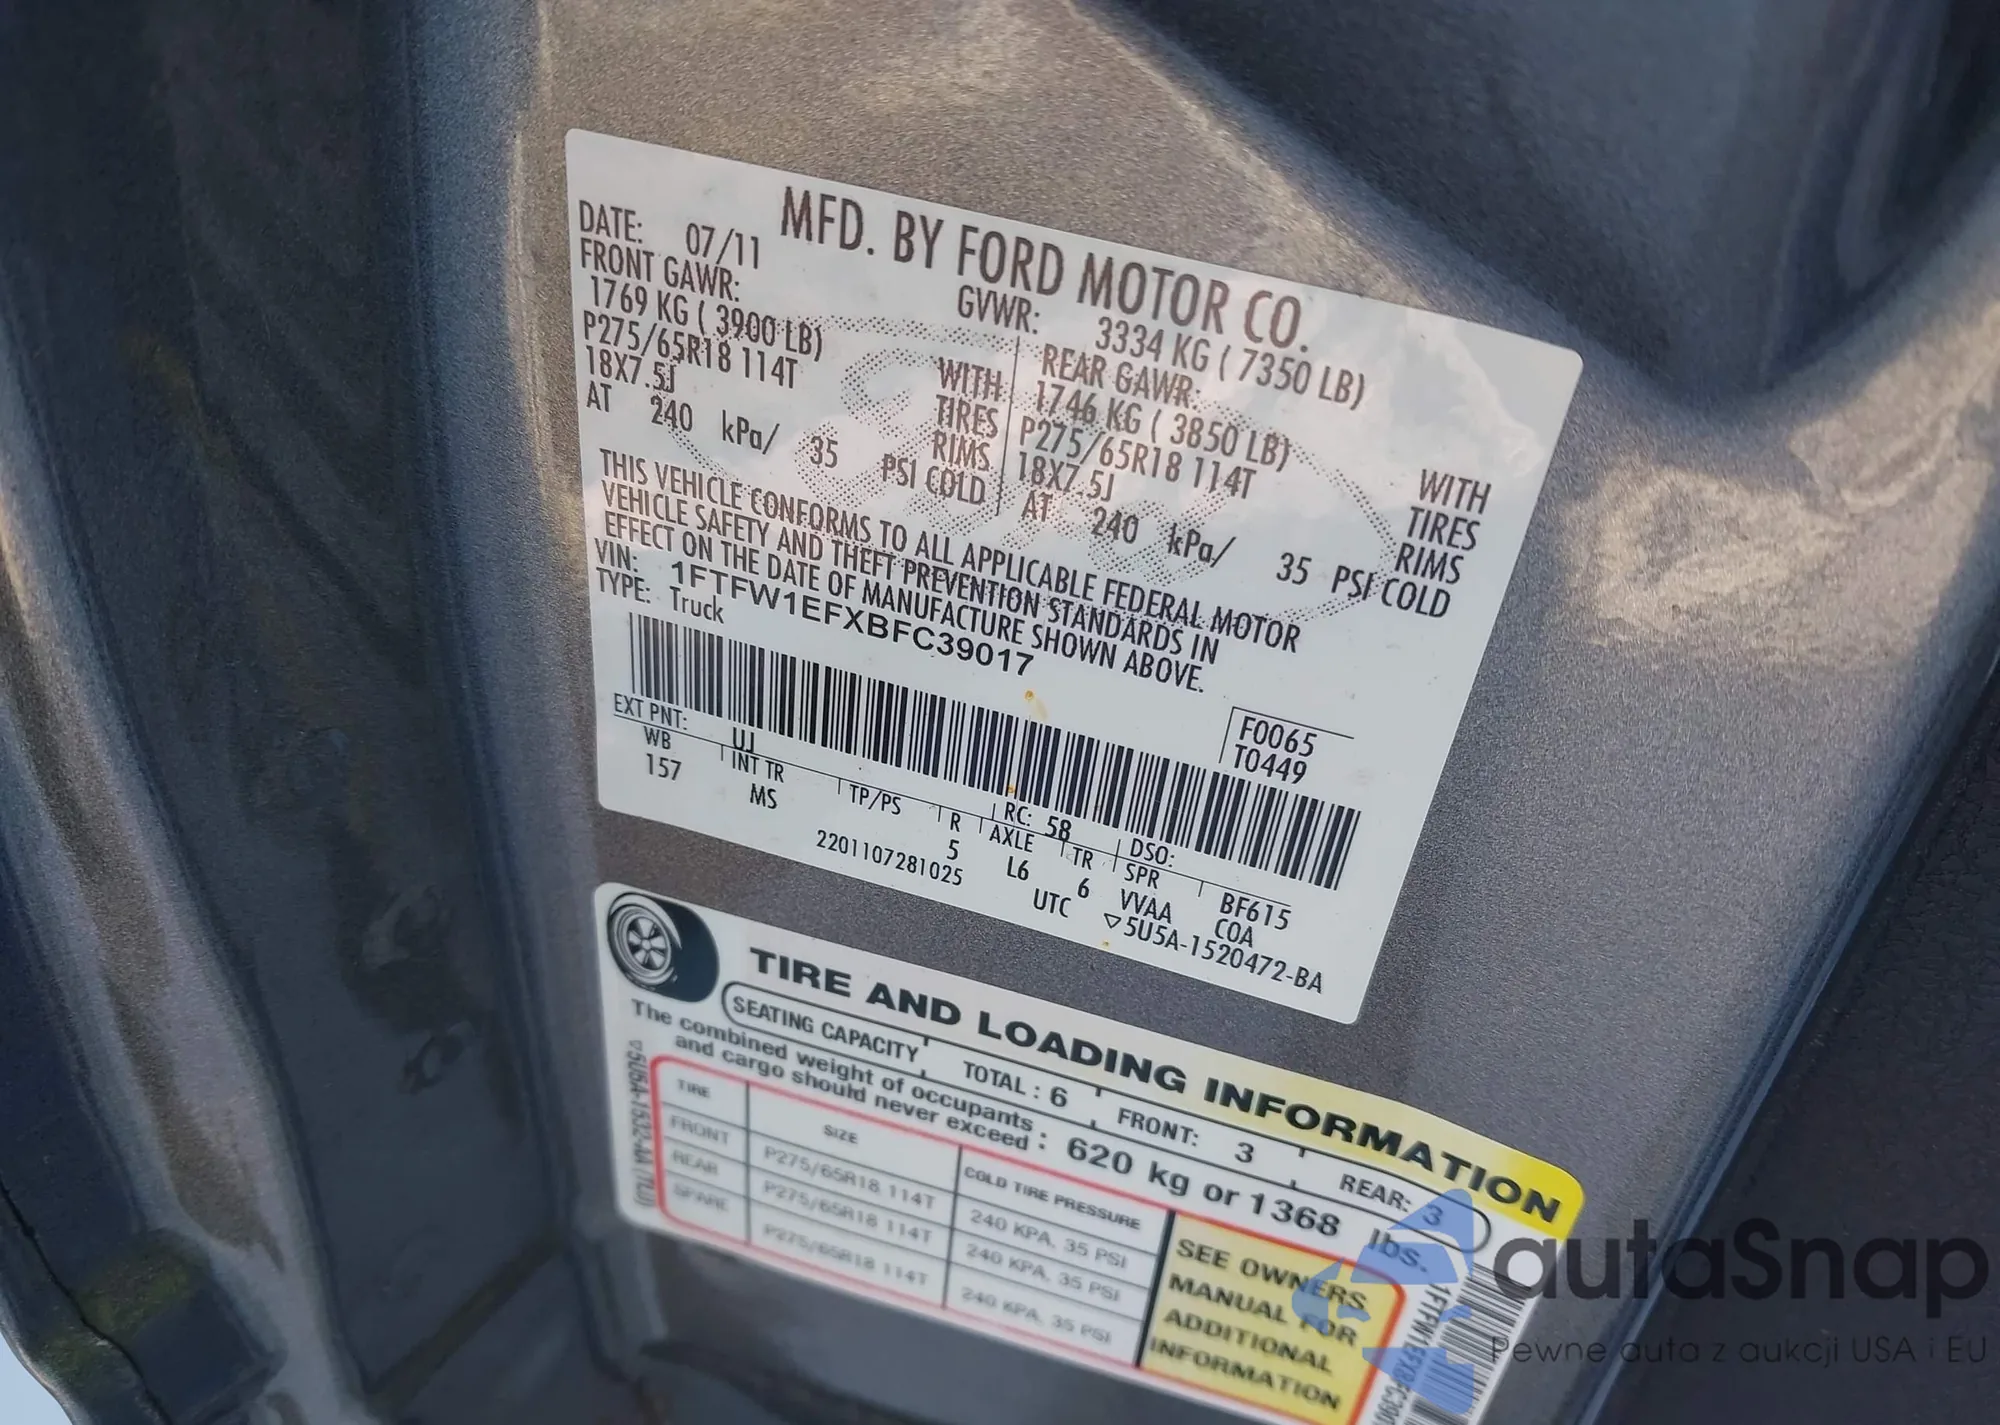 MFD. BY FORD MOTOR CO.
DATE: 07/11
GVWR: 3334 KG ( 7350 LB)
FRONT GAWR:
1769 KG ( 3900 LB) WITH
P275/65R18 114T TIRES
18X7.5J RIMS
AT 240 kPa/ 35 PSI COLD
REAR GAWR:
1746 KG ( 3850 LB) WITH
P275/65R18 114T TIRES
18X7.5J RIMS
AT 240 kPa/ 35 PSI COLD
THIS VEHICLE CONFORMS TO ALL APPLICABLE FEDERAL MOTOR
VEHICLE SAFETY AND THEFT PREVENTION STANDARDS IN
EFFECT ON THE DATE OF MANUFACTURE SHOWN ABOVE.
VIN: 1FTFW1EFXBFC39017
TYPE: Truck
F0065
T0449
EXT PNT: UJ RC: 58 DSO:
WB INT TR TP/PS R AXLE TR SPR BF615
157 MS 5 L6 6 VVAA COA
2201107281025 UTC ▽5U5A-1520472-BA
TIRE AND LOADING INFORMATION
SEATING CAPACITY TOTAL : 6 FRONT: 3 REAR: 3
The combined weight of occupants
and cargo should never exceed : 620 kg or 1368 lbs.
TIRE SIZE COLD TIRE PRESSURE
FRONT P275/65R18 114T 240 KPA, 35 PSI
REAR P275/65R18 114T 240 KPA, 35 PSI
SPARE P275/65R18 114T 240 KPA, 35 PSI
SEE OWNERS
MANUAL FOR
ADDITIONAL
INFORMATION
autaSnap
Pewne auta z aukcji USA i EU